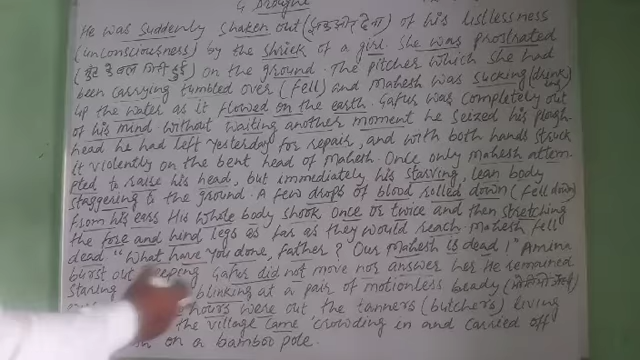 G Drought
He was suddenly shaken out (झकझोर देना) of his listlessness
(unconsciousness) by the shrick of a girl. She was prostrated
on the ground. The pitcher which she had
been carrying tumbled over (fell) and Mahesh was sucking (drink
up the water as it flowed on the earth. Gafur was completely out
of his mind without waiting another moment he seized his plough-
head he had left yesterday for repair, and with both hands struck
it violently on the bent head of Mahesh. Once only Mahesh attem-
pted to raise his head, but immediately his starving, lean body
staggering to the ground. A few drops of blood rolled down (fell down)
from his ears His whole body shook once or twice and then stretching
the fore and hind legs as far as they would reach Mahesh fell
dead "What have you done, Father? Our Mahesh is dead!" Amina
burst out weeping Gafur did not move nor answer her He remained
staring blinking at a pair of motionless beady
hours were out the tanners (butchers) living
the village came crowding in and carried off
on a bamboo pole.